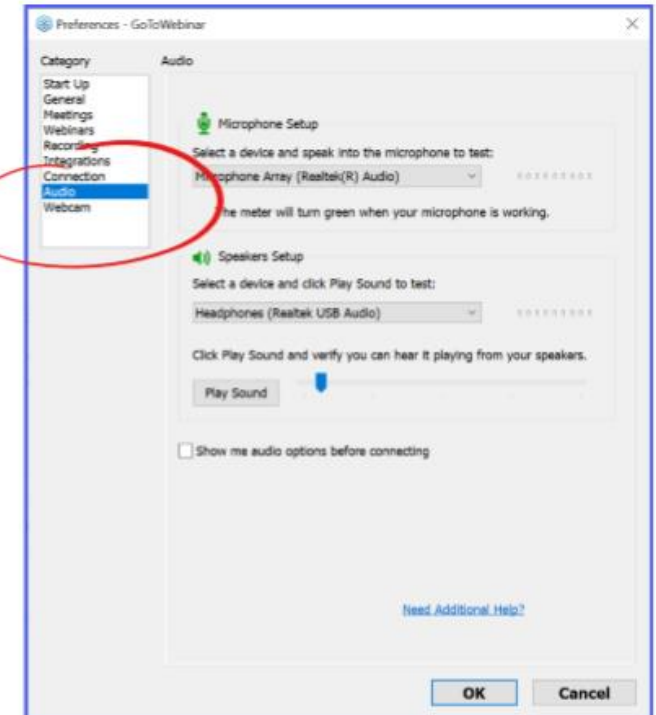 Preferences - GoToWebinar
Category
Audio
Start Up
General
Meetings
Webinars
Recording
Integrations
Connection
Audio
Webcam
Microphone Setup
Select a device and speak into the microphone to test:
Microphone Array (Realtek(R) Audio)
The meter will turn green when your microphone is working.
Speakers Setup
Select a device and click Play Sound to test:
Headphones (Realtek USB Audio)
Click Play Sound and verify you can hear it playing from your speakers.
Play Sound
Show me audio options before connecting
Need Additional Help?
OK
Cancel